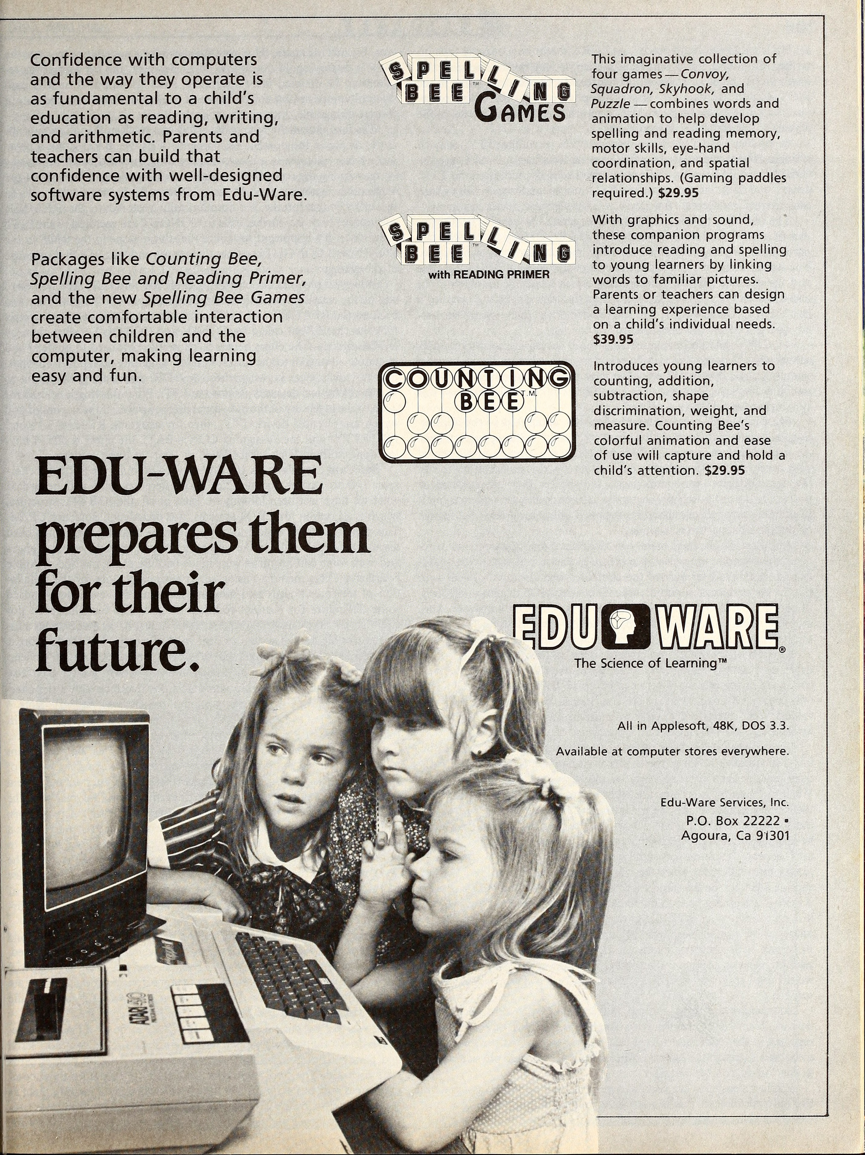 Confidence with computers
and the way they operate is
as fundamental to a child's
education as reading, writing,
and arithmetic. Parents and
teachers can build that
confidence with well-designed
software systems from Edu-Ware.
Packages like Counting Bee,
Spelling Bee and Reading Primer,
and the new Spelling Bee Games
create comfortable interaction
between children and the
computer, making learning
easy and fun.
EDU-WARE
prepares them
for their
future.
SPELLING
BEE™ GAMES
This imaginative collection of
four games — Convoy,
Squadron, Skyhook, and
Puzzle — combines words and
animation to help develop
spelling and reading memory,
motor skills, eye-hand
coordination, and spatial
relationships. (Gaming paddles
required.) $29.95
SPELLING
BEE™
with READING PRIMER
With graphics and sound,
these companion programs
introduce reading and spelling
to young learners by linking
words to familiar pictures.
Parents or teachers can design
a learning experience based
on a child's individual needs.
$39.95
COUNTING
BEE T.M.
Introduces young learners to
counting, addition,
subtraction, shape
discrimination, weight, and
measure. Counting Bee's
colorful animation and ease
of use will capture and hold a
child's attention. $29.95
EDU WARE®
The Science of Learning™
All in Applesoft, 48K, DOS 3.3.
Available at computer stores everywhere.
Edu-Ware Services, Inc.
P.O. Box 22222 ▪
Agoura, Ca 91301
ATARI 410